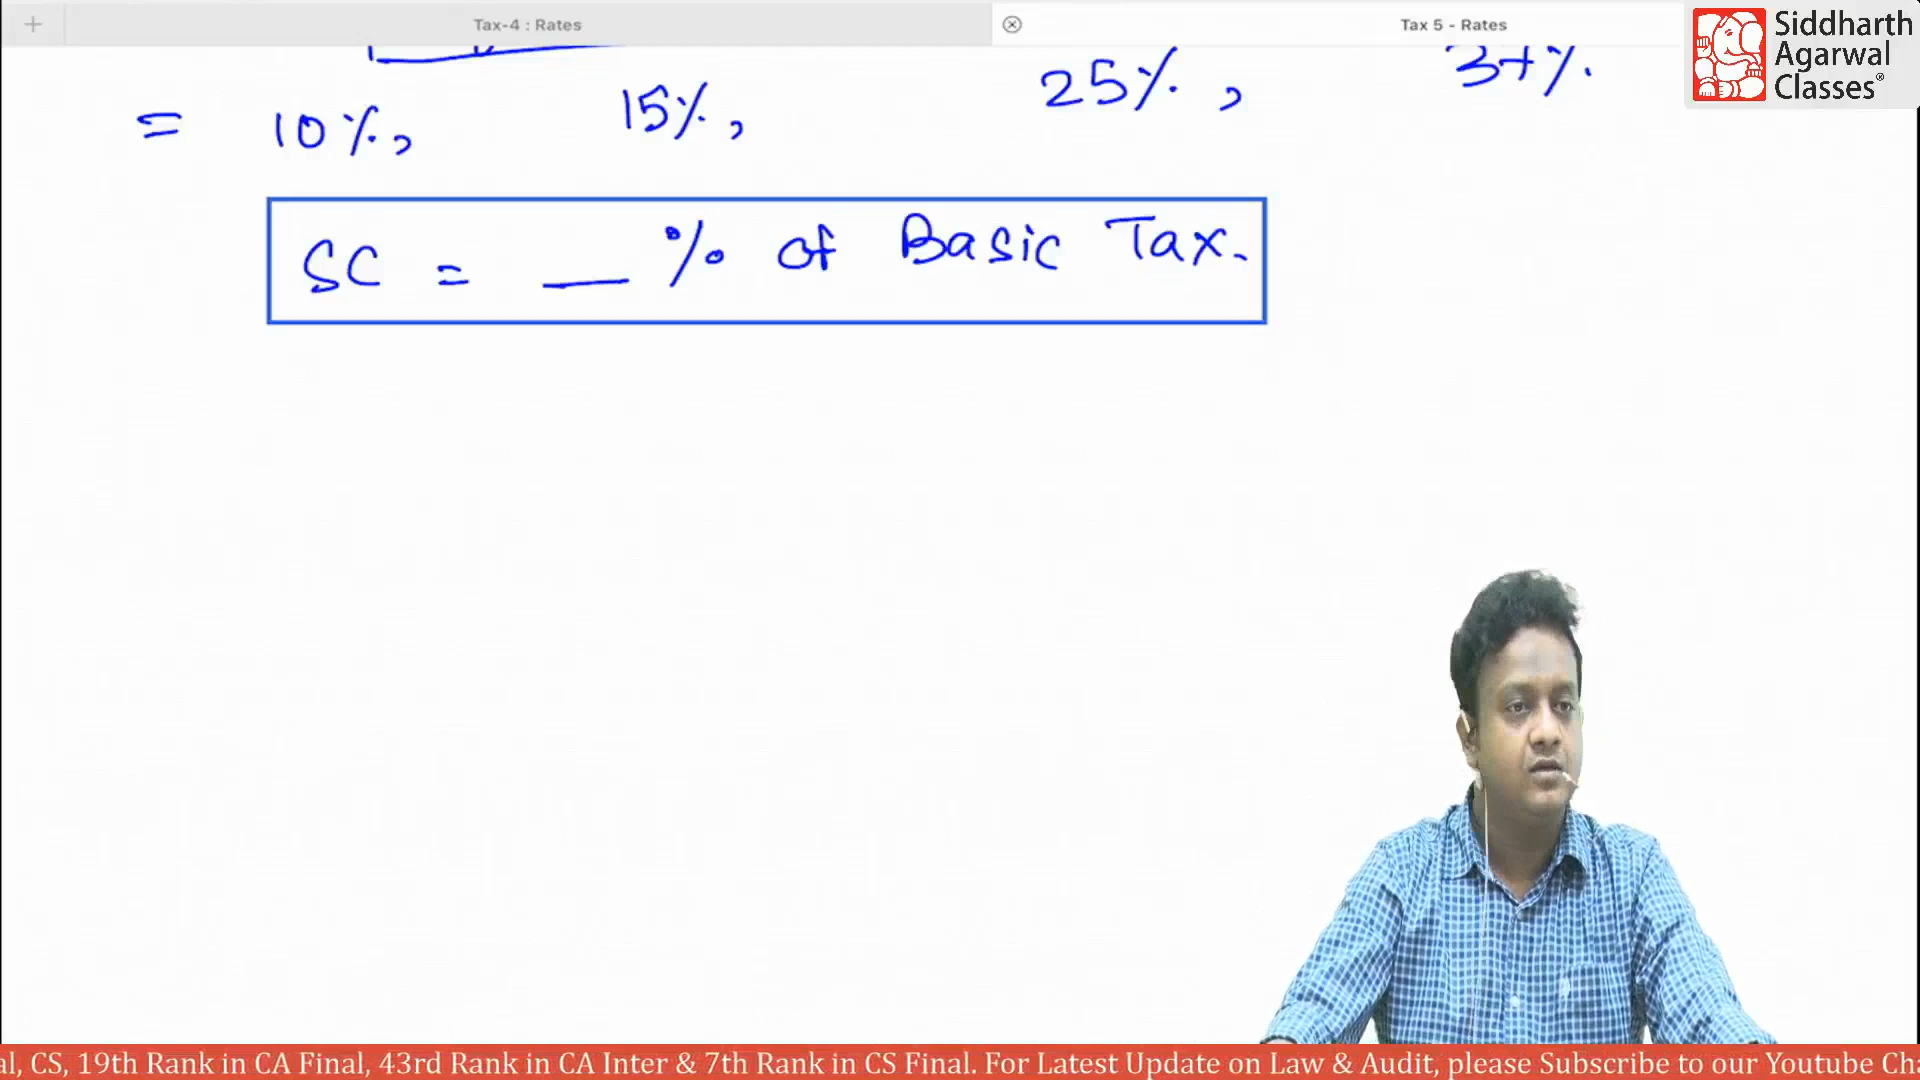 Tax-4 : Rates
Tax 5 - Rates
Siddharth
Agarwal
Classes®
= 10%, 15%, 25%, 37%.
SC = __ % of Basic Tax.
al, CS, 19th Rank in CA Final, 43rd Rank in CA Inter & 7th Rank in CS Final. For Latest Update on Law & Audit, please Subscribe to our Youtube Cha